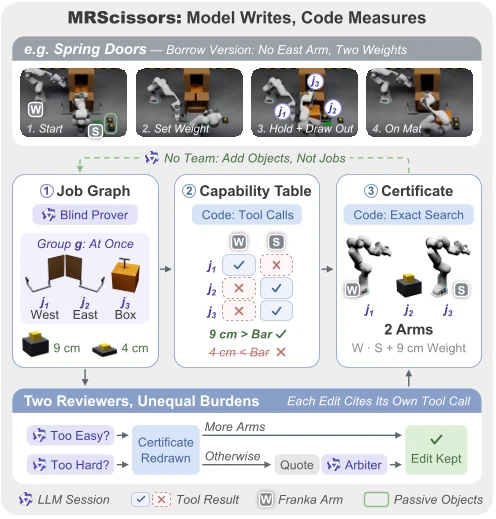 MRScissors: Model Writes, Code Measures
e.g. Spring Doors — Borrow Version: No East Arm, Two Weights
W
S
1. Start
2. Set Weight
j3
j1
j2
3. Hold + Draw Out
4. On Mat
No Team: Add Objects, Not Jobs
1 Job Graph
Blind Prover
Group g: At Once
j1 j2 j3
West East Box
9 cm 4 cm
2 Capability Table
Code: Tool Calls
W S
j1
j2
j3
9 cm > Bar ✓
4 cm < Bar ✗
3 Certificate
Code: Exact Search
W S
j1 j2 j3
2 Arms
W · S + 9 cm Weight
Two Reviewers, Unequal Burdens Each Edit Cites Its Own Tool Call
Too Easy?
Too Hard?
Certificate
Redrawn
More Arms
Otherwise
Quote
Arbiter
Edit Kept
LLM Session Tool Result W Franka Arm Passive Objects